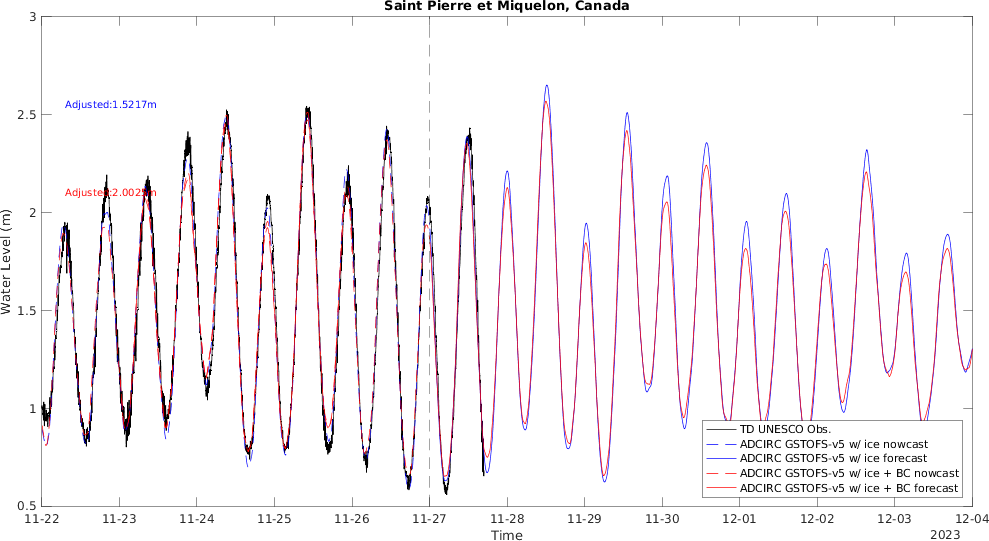 Saint Pierre et Miquelon, Canada
3
2.5
2
1.5
1
0.5
Water Level (m)
Adjusted:1.5217m
Adjusted:2.0025m
TD UNESCO Obs.
ADCIRC GSTOFS-v5 w/ ice nowcast
ADCIRC GSTOFS-v5 w/ ice forecast
ADCIRC GSTOFS-v5 w/ ice + BC nowcast
ADCIRC GSTOFS-v5 w/ ice + BC forecast
11-22 11-23 11-24 11-25 11-26 11-27 11-28 11-29 11-30 12-01 12-02 12-03 12-04
Time
2023